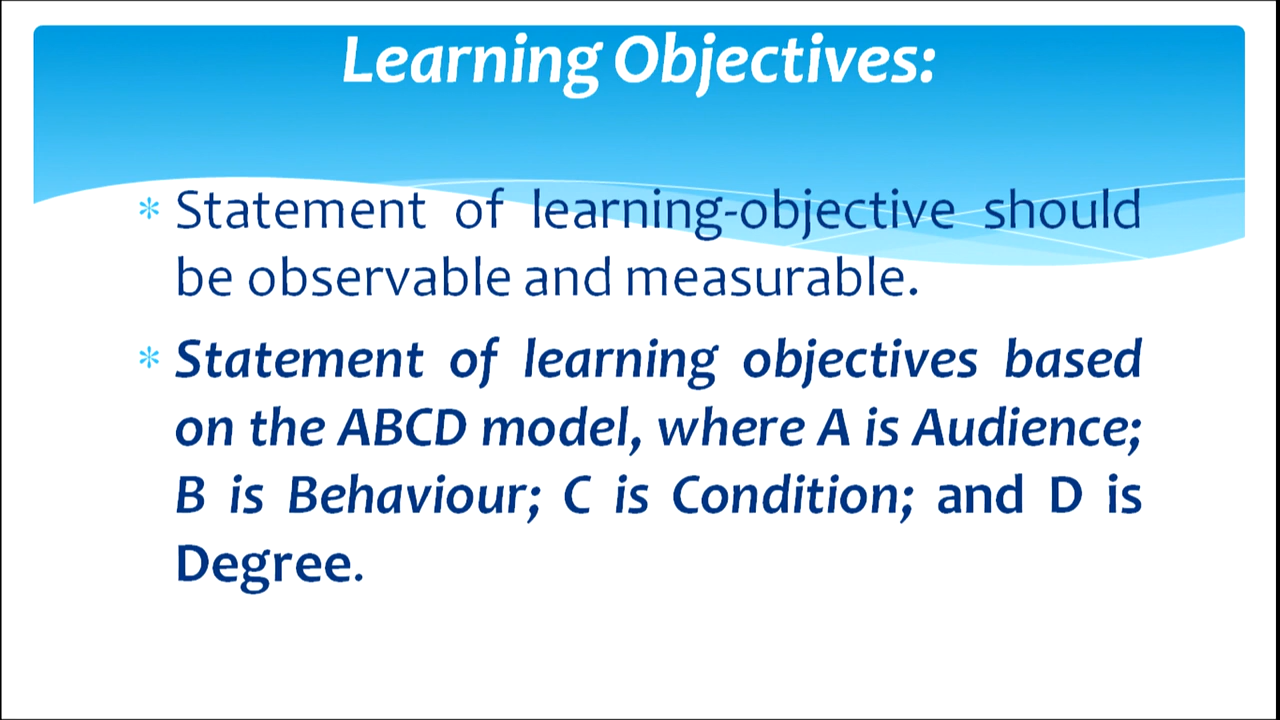 Learning Objectives:
* Statement of learning-objective should
be observable and measurable.
* Statement of learning objectives based
on the ABCD model, where A is Audience;
B is Behaviour; C is Condition; and D is
Degree.